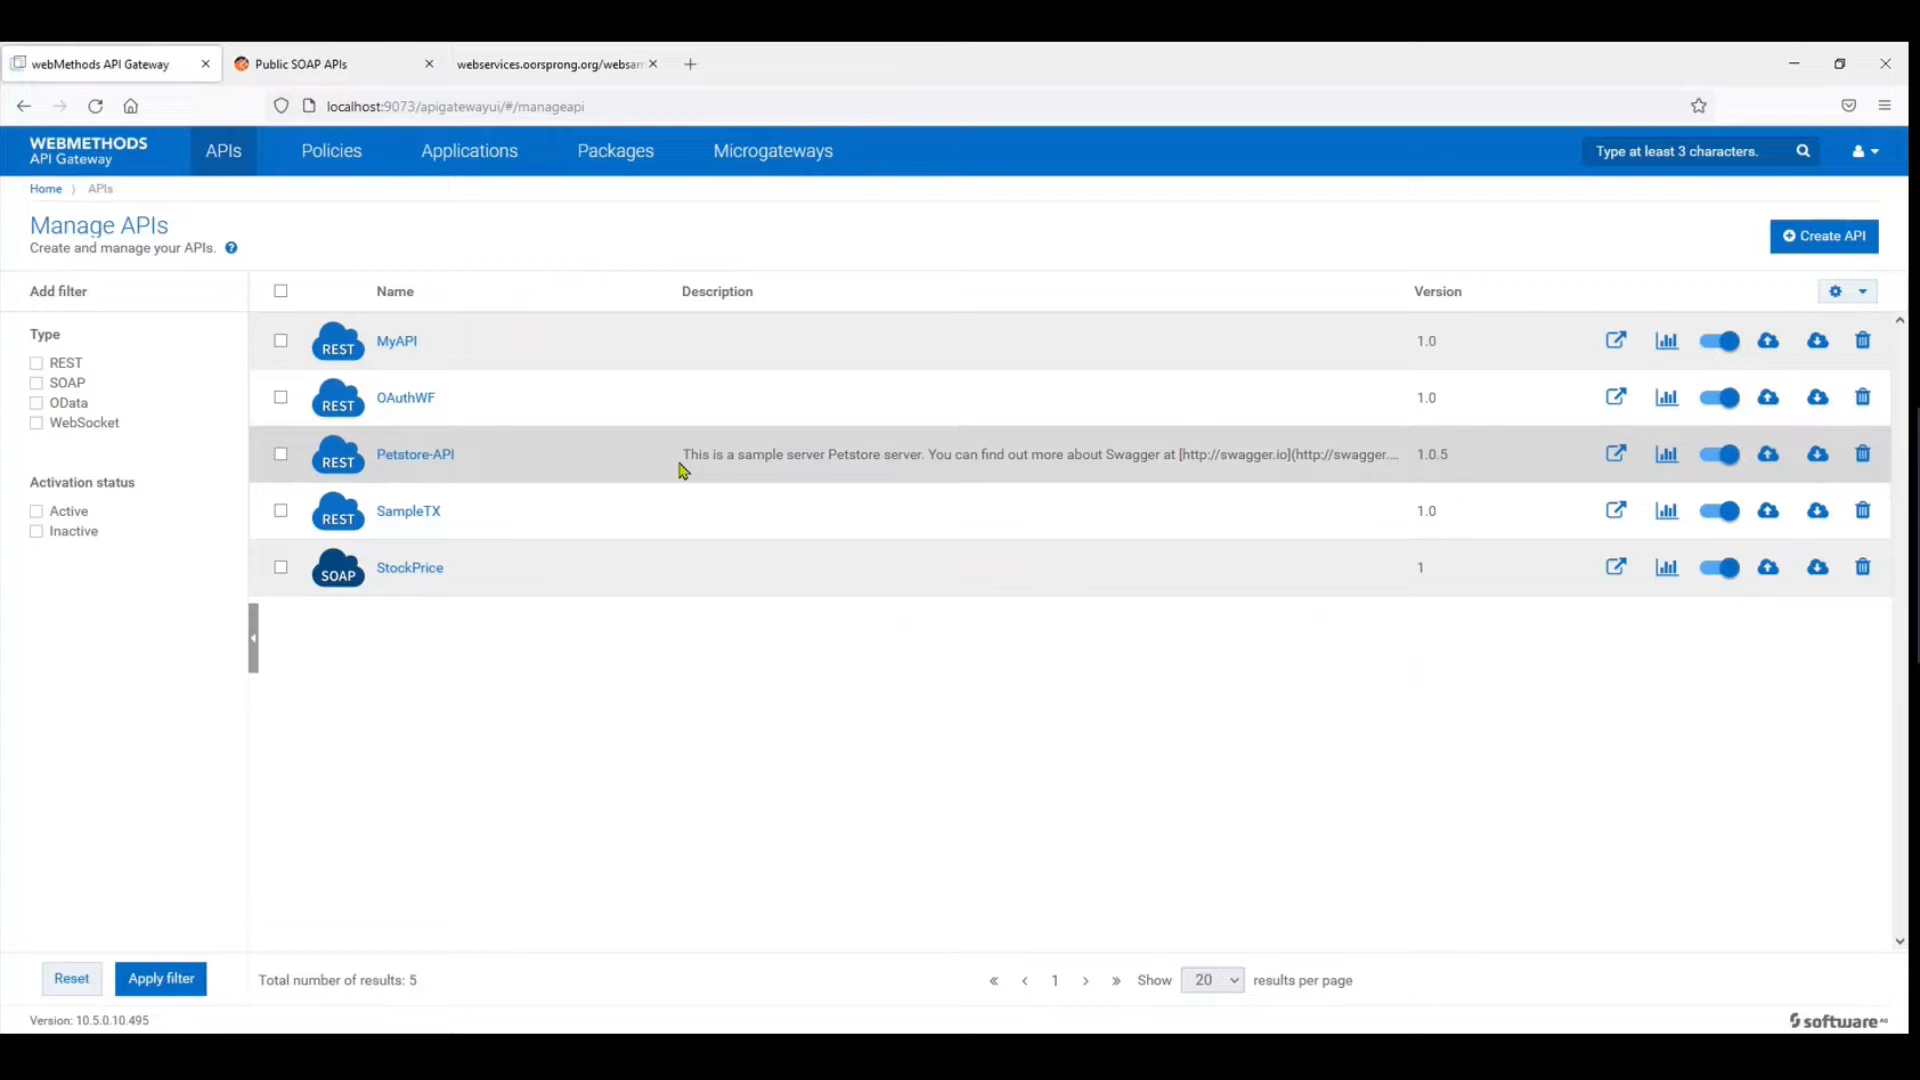 webMethods API Gateway
Public SOAP APIs
webservices.oorsprong.org/websam
localhost:9073/apigatewayui/#/manageapi
WEBMETHODS
API Gateway
APIs
Policies
Applications
Packages
Microgateways
Type at least 3 characters.
Home
APIs
Manage APIs
Create and manage your APIs.
Create API
Add filter
Name
Description
Version
Type
REST
SOAP
OData
WebSocket
Activation status
Active
Inactive
REST MyAPI 1.0
REST OAuthWF 1.0
REST Petstore-API This is a sample server Petstore server. You can find out more about Swagger at [http://swagger.io](http://swagger.... 1.0.5
REST SampleTX 1.0
SOAP StockPrice 1
Reset
Apply filter
Total number of results: 5
« ‹ 1 › » Show 20 results per page
Version: 10.5.0.10.495
software AG